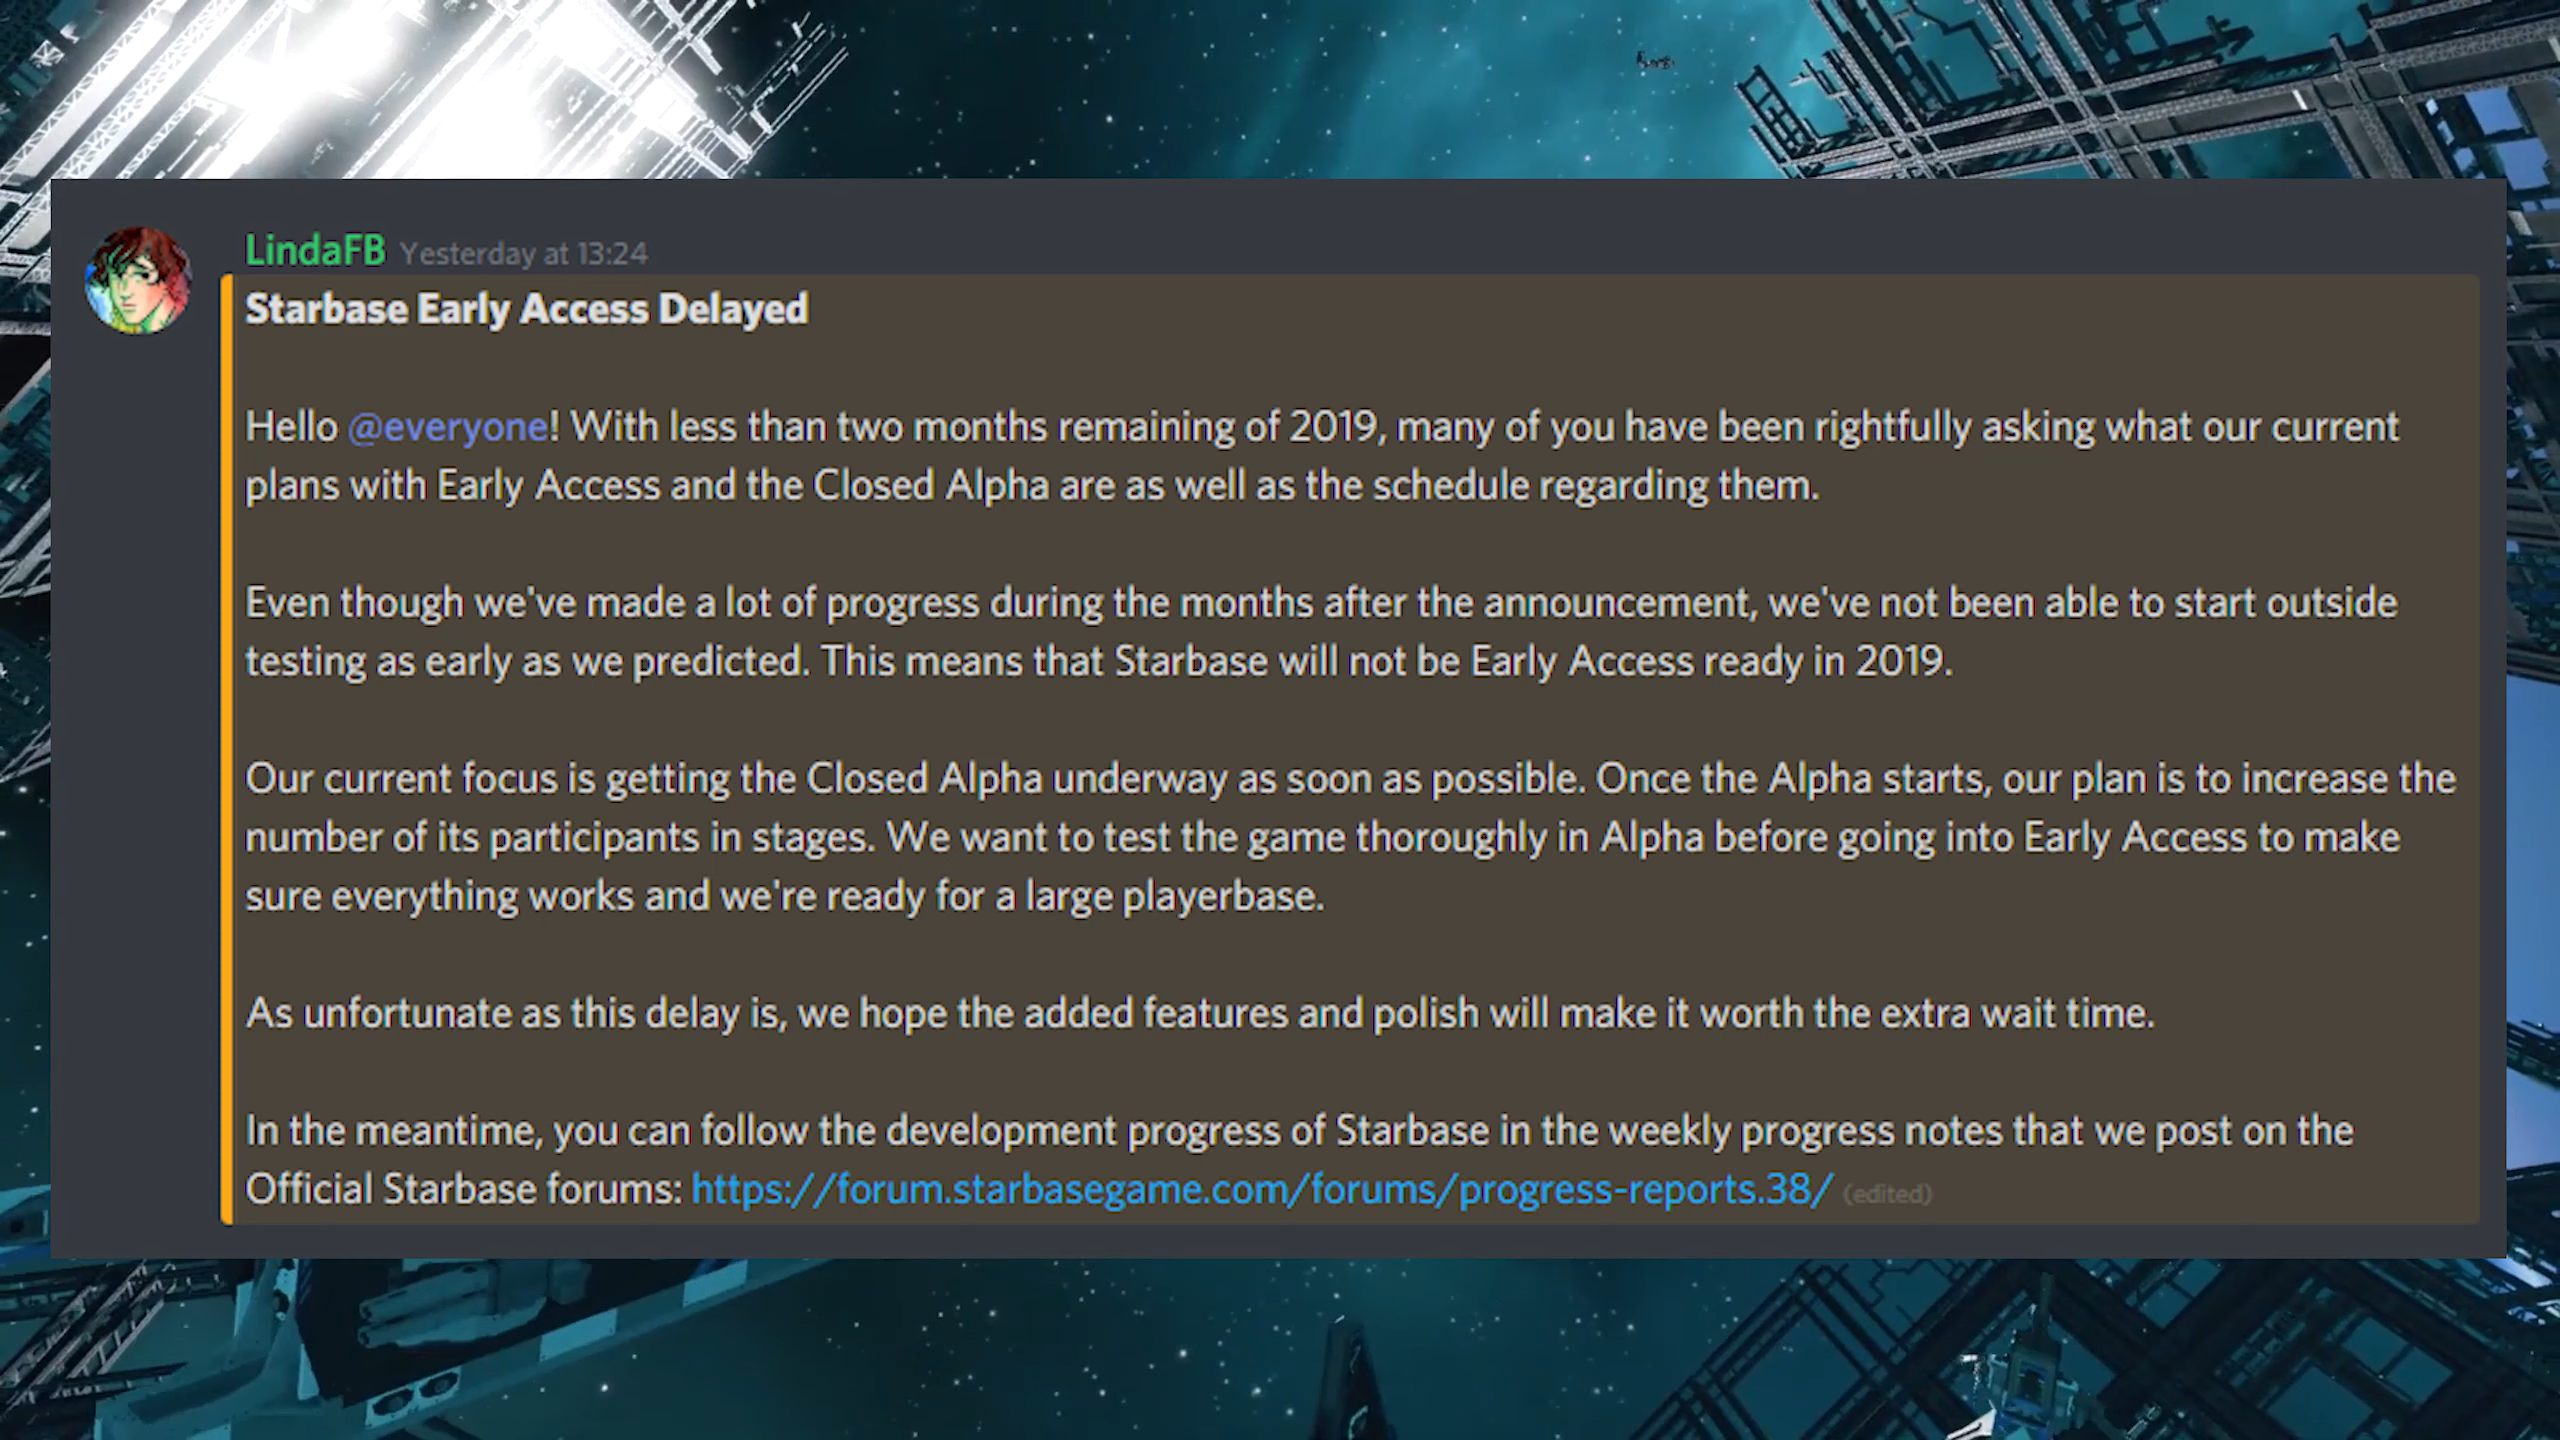 LindaFB Yesterday at 13:24
Starbase Early Access Delayed
Hello @everyone! With less than two months remaining of 2019, many of you have been rightfully asking what our current
plans with Early Access and the Closed Alpha are as well as the schedule regarding them.
Even though we've made a lot of progress during the months after the announcement, we've not been able to start outside
testing as early as we predicted. This means that Starbase will not be Early Access ready in 2019.
Our current focus is getting the Closed Alpha underway as soon as possible. Once the Alpha starts, our plan is to increase the
number of its participants in stages. We want to test the game thoroughly in Alpha before going into Early Access to make
sure everything works and we're ready for a large playerbase.
As unfortunate as this delay is, we hope the added features and polish will make it worth the extra wait time.
In the meantime, you can follow the development progress of Starbase in the weekly progress notes that we post on the
Official Starbase forums: https://forum.starbasegame.com/forums/progress-reports.38/ (edited)